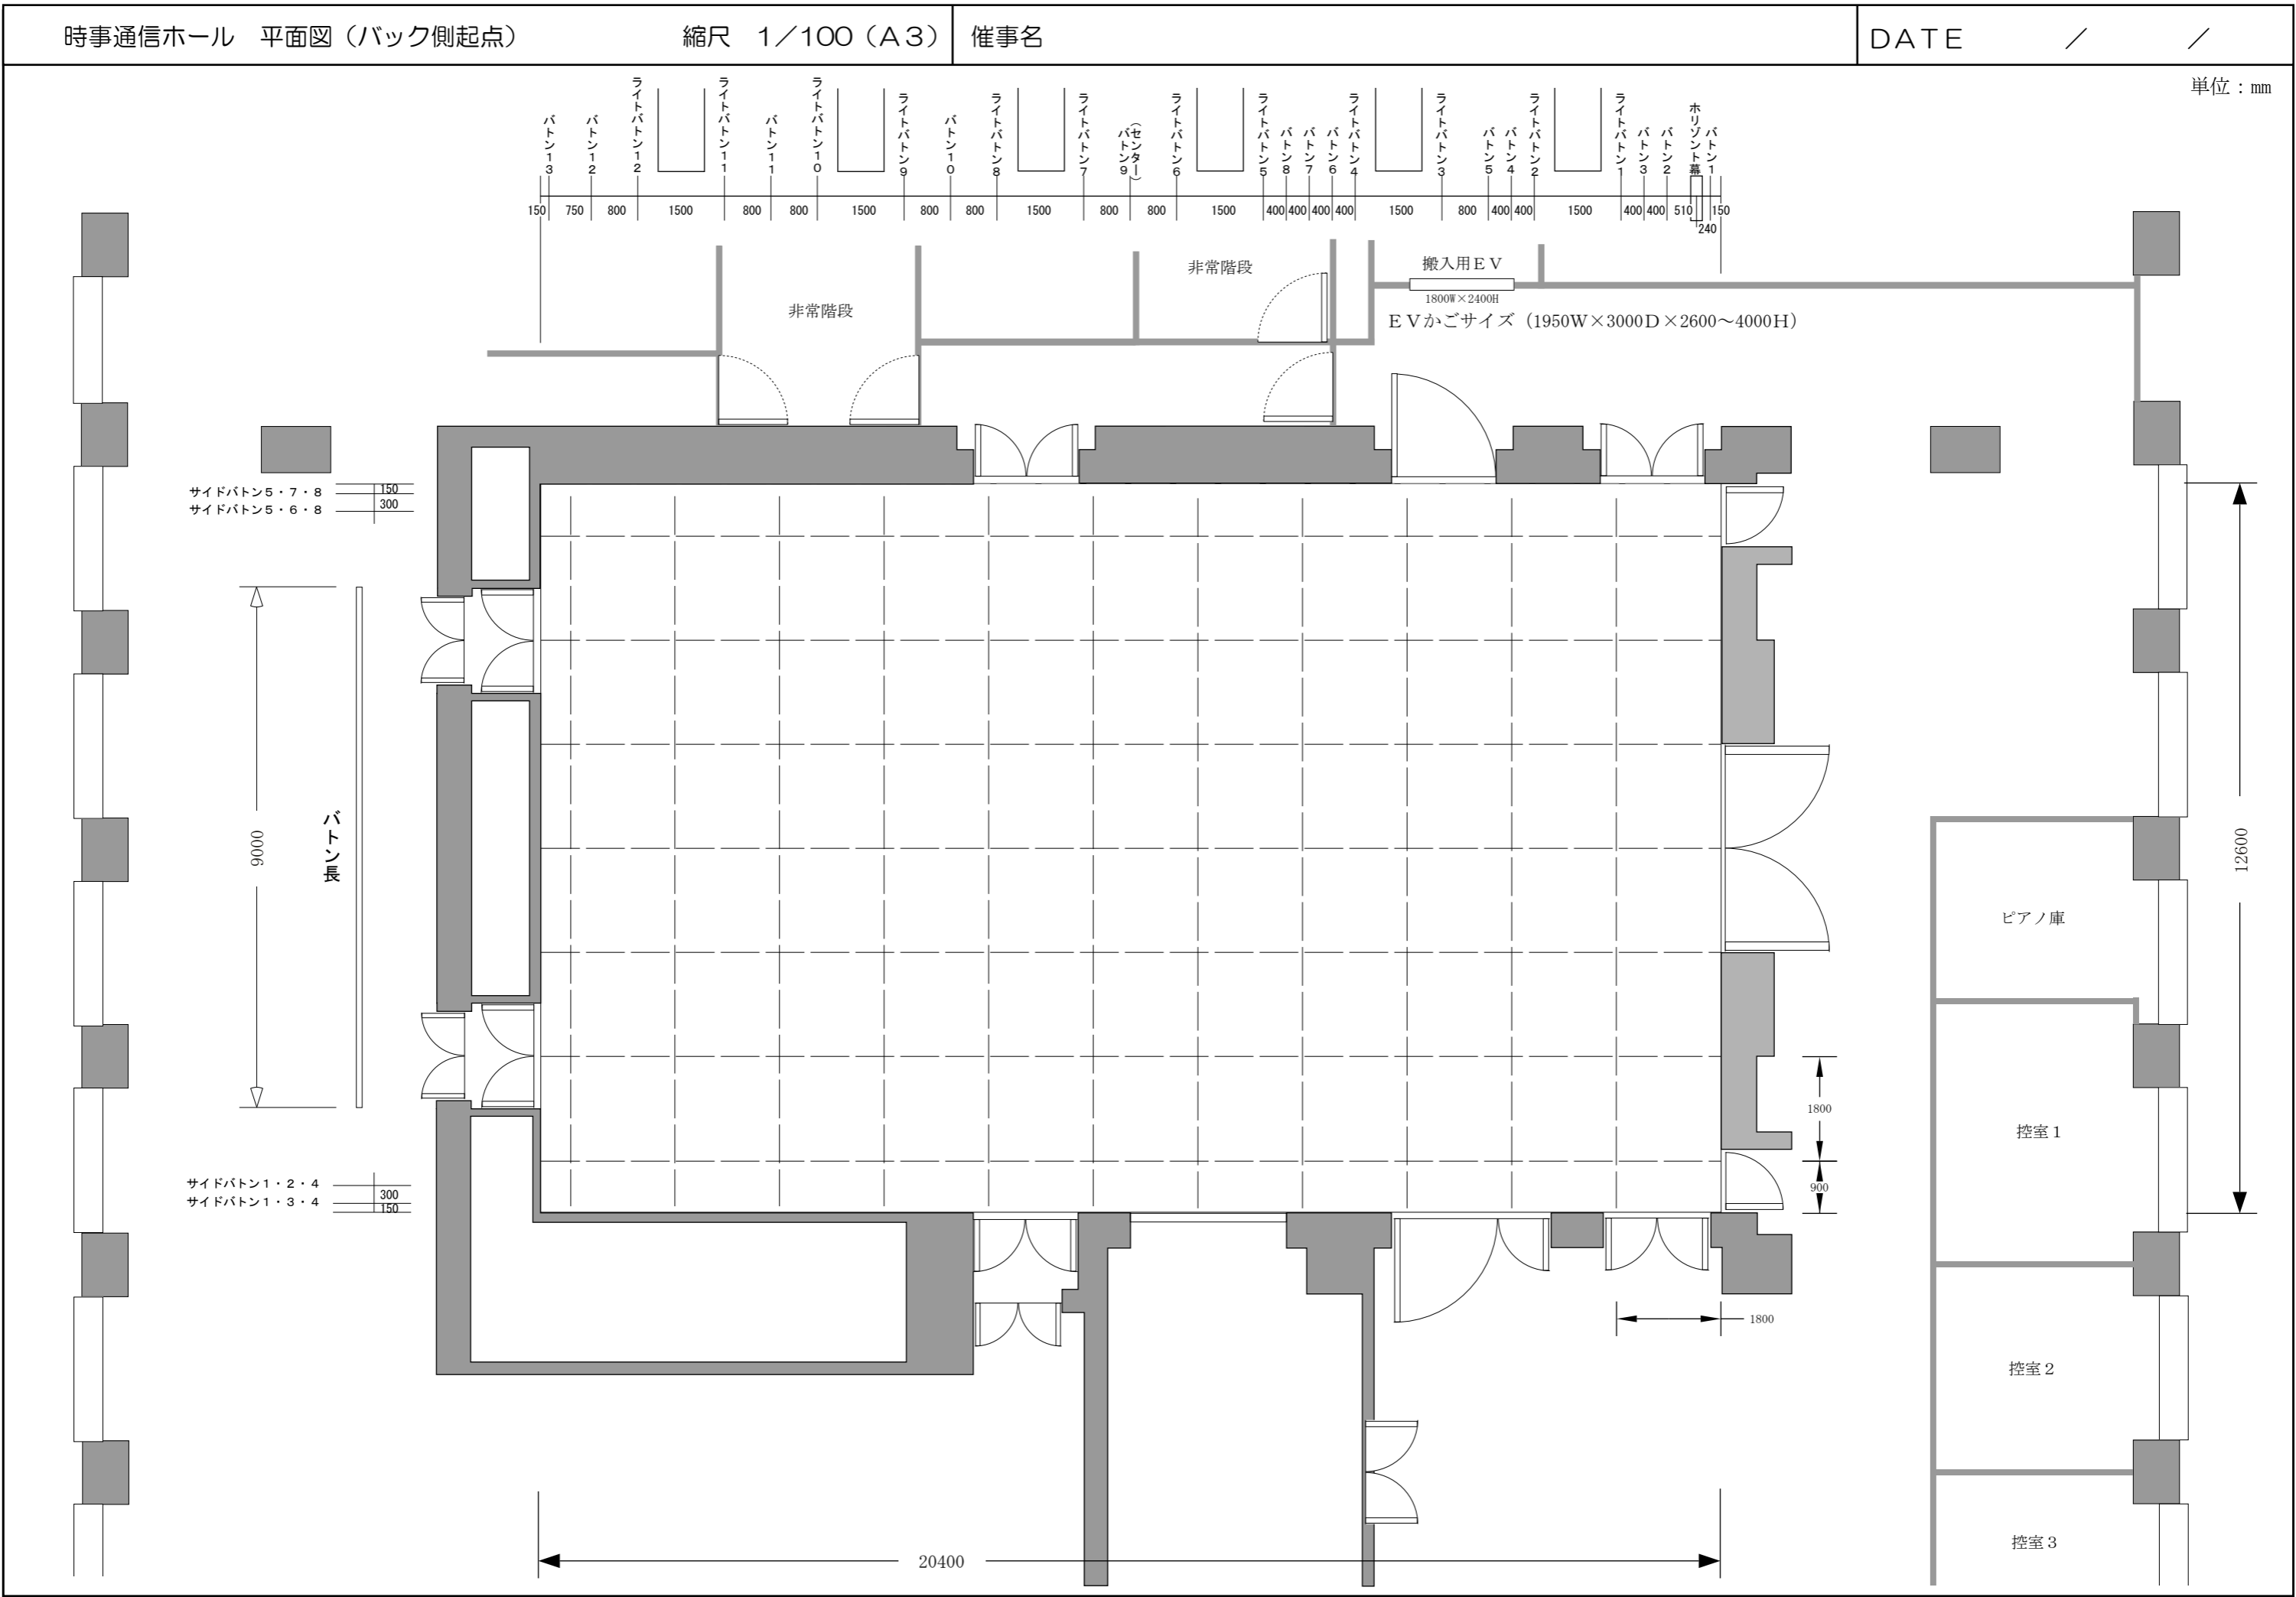 時事通信ホール 平面図（バック側起点） 縮尺 1／100（A3） 催事名 DATE ／ ／
単位：mm
バトン13
バトン12
ライトバトン12
ライトバトン11
バトン11
ライトバトン10
ライトバトン9
バトン10
ライトバトン8
ライトバトン7
バトン9
（センター）
ライトバトン6
ライトバトン5
バトン8
バトン7
バトン6
ライトバトン4
ライトバトン3
バトン5
バトン4
ライトバトン2
ライトバトン1
バトン3
バトン2
ホリゾント幕
バトン1
150 750 800 1500 800 800 1500 800 800 1500 800 800 1500 400 400 400 400 1500 800 400 400 1500 400 400 510 150
240
非常階段
非常階段
搬入用EV
1800W×2400H
EVかごサイズ（1950W×3000D×2600～4000H）
サイドバトン5・7・8 150
サイドバトン5・6・8 300
9000
バトン長
12600
ピアノ庫
1800
控室1
サイドバトン1・2・4 300
サイドバトン1・3・4 150
900
1800
控室2
控室3
20400